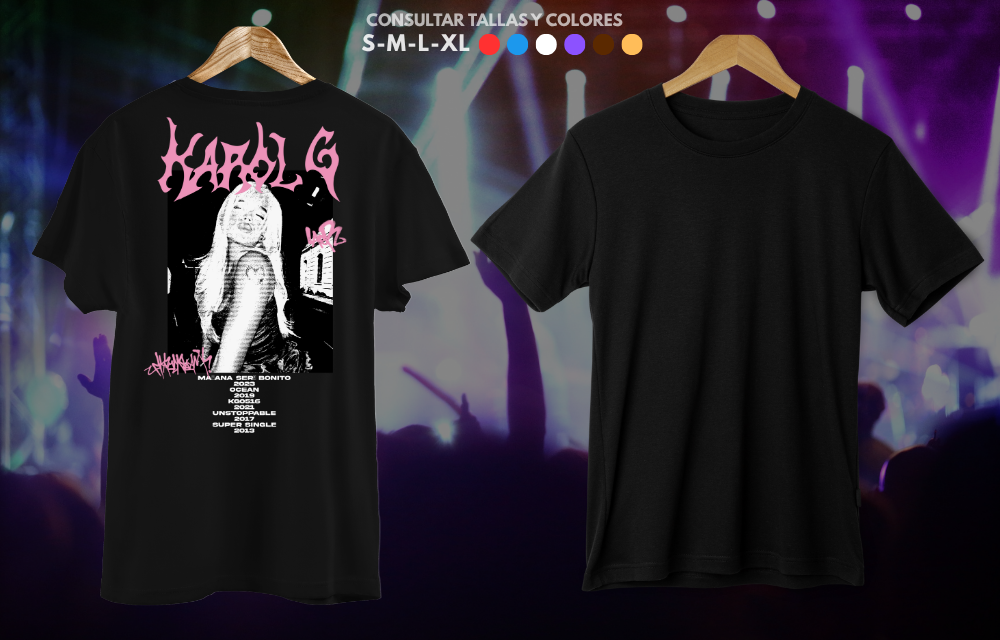 CONSULTAR TALLAS Y COLORES
S-M-L-XL
KAROL G
MA ANA SER BONITO
2023
OCEAN
2019
KG0516
2021
UNSTOPPABLE
2017
SUPER SINGLE
2013